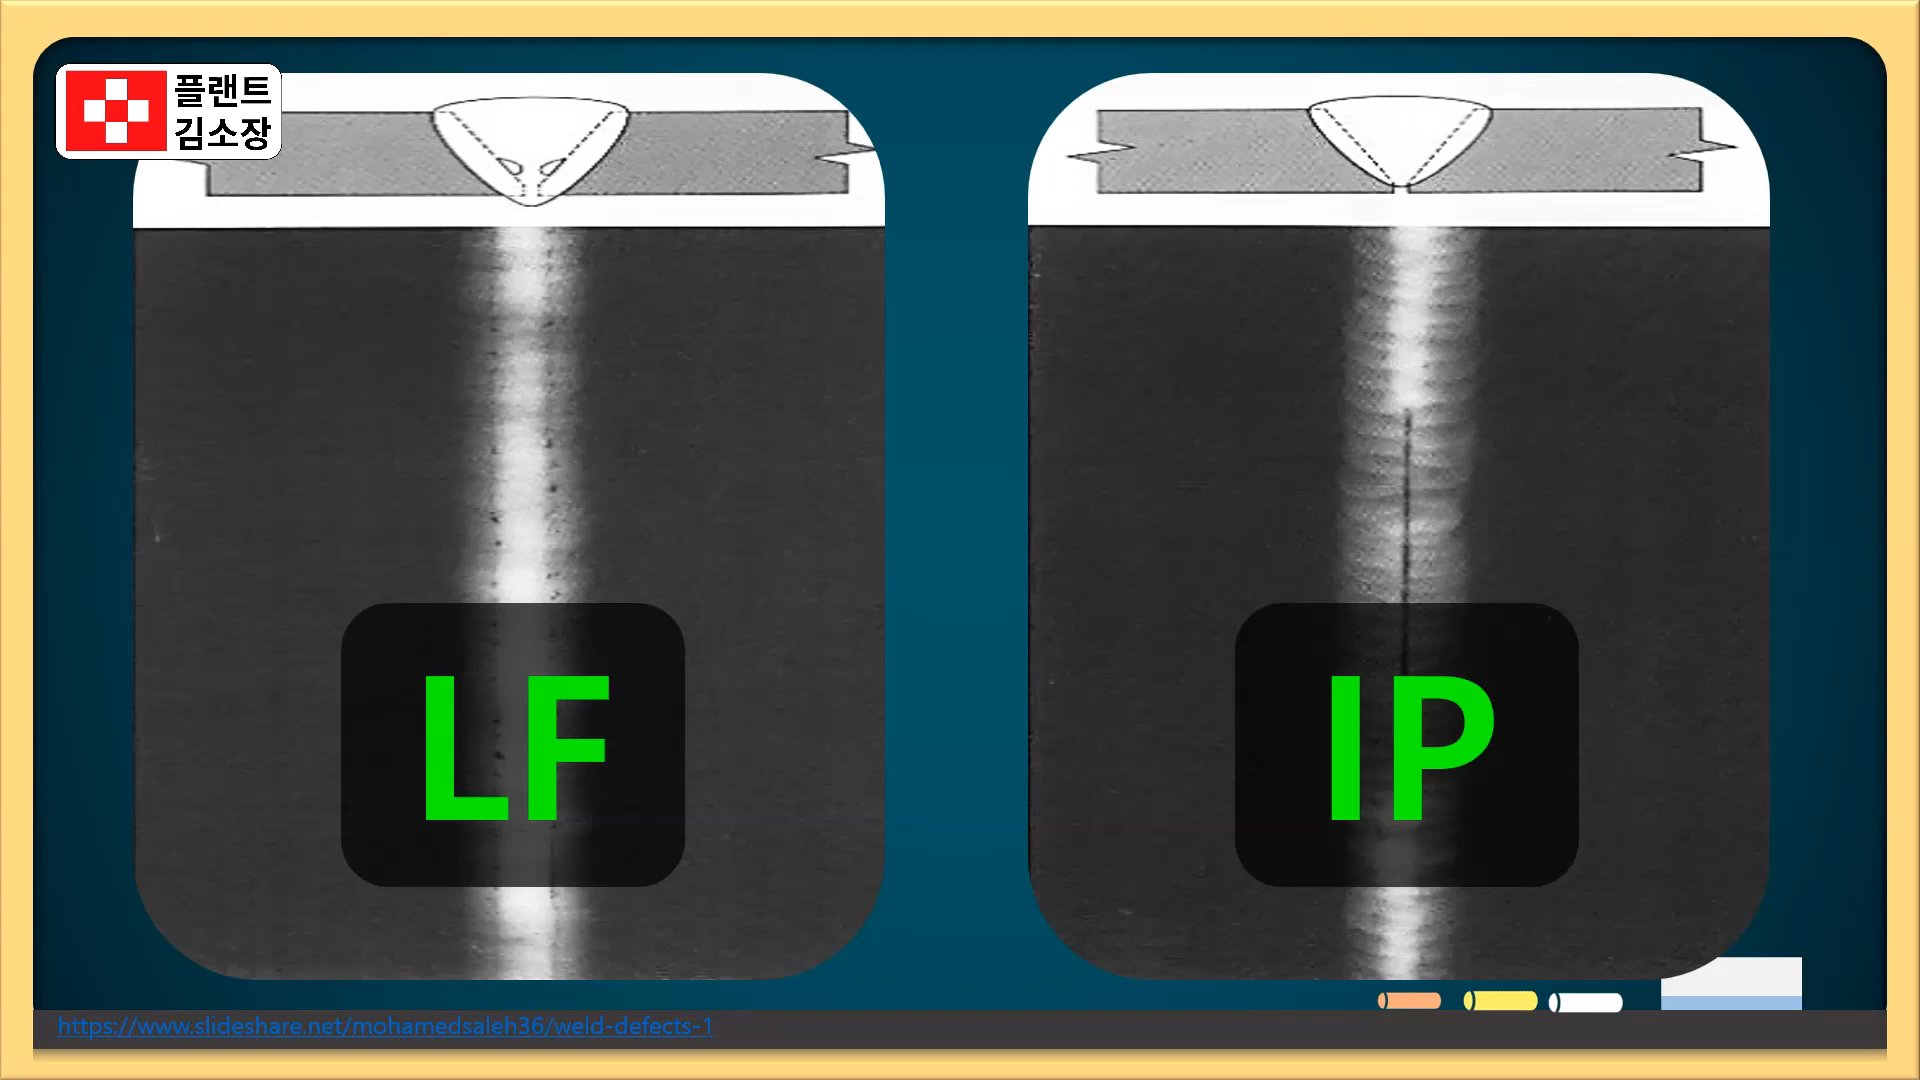 플랜트
김소장
LF
IP
https://www.slideshare.net/mohamedsaleh36/weld-defects-1